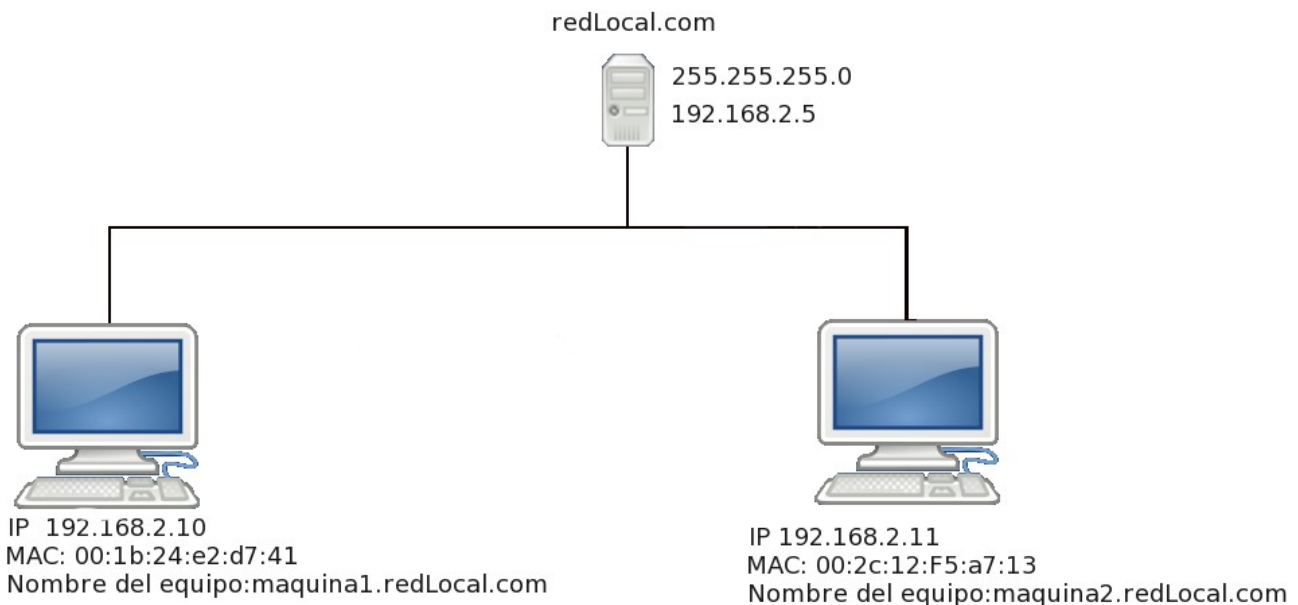 redLocal.com
255.255.255.0
192.168.2.5
IP 192.168.2.10
MAC: 00:1b:24:e2:d7:41
Nombre del equipo:maquina1.redLocal.com
IP 192.168.2.11
MAC: 00:2c:12:F5:a7:13
Nombre del equipo:maquina2.redLocal.com